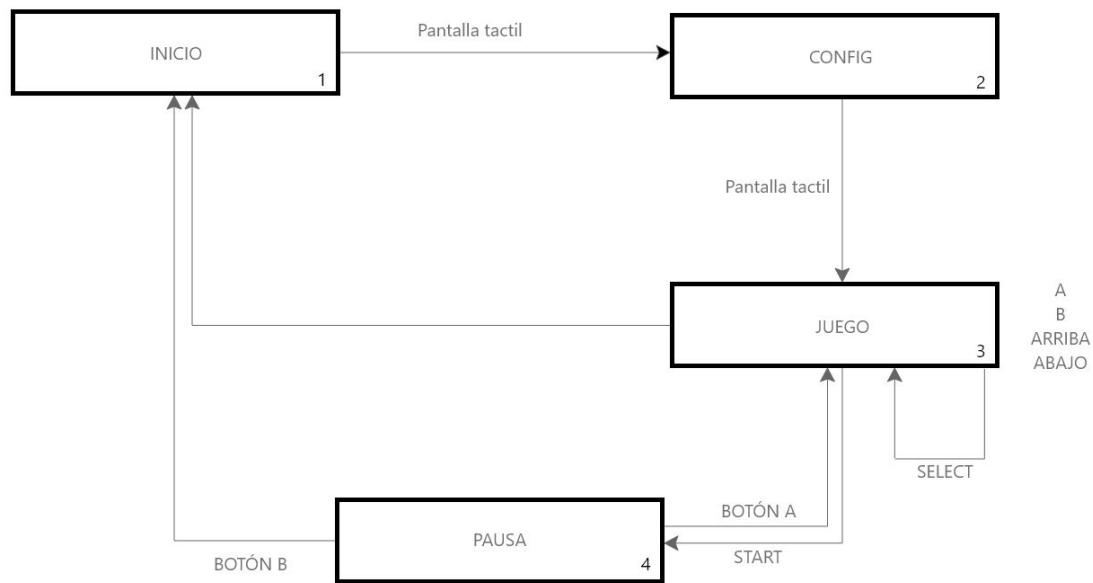 Pantalla tactil
INICIO
1
CONFIG
2
Pantalla tactil
JUEGO
3
A
B
ARRIBA
ABAJO
SELECT
BOTÓN A
PAUSA
4
START
BOTÓN B